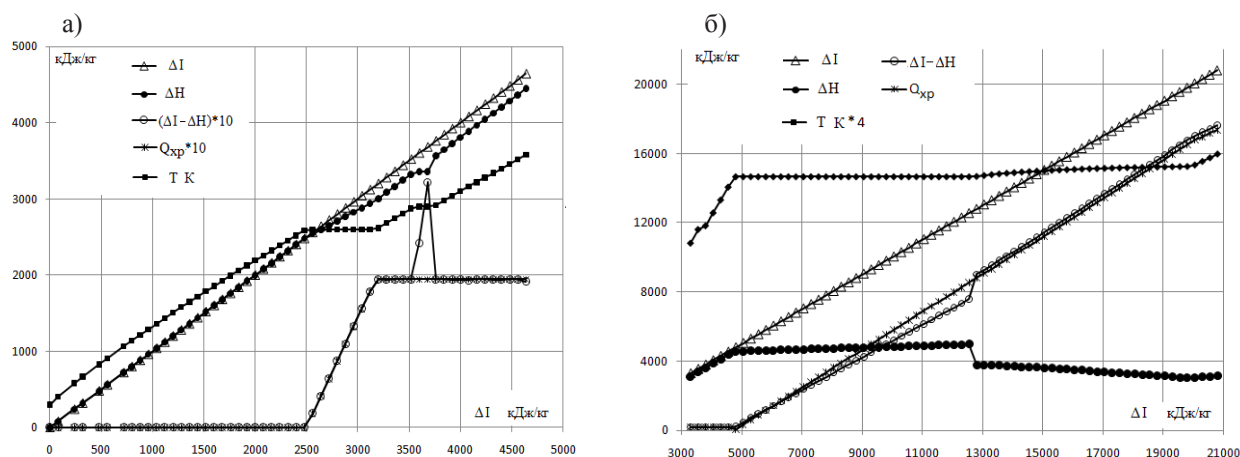 а)
кДж/кг
5000
4000
3000
2000
1000
0
ΔI
ΔH
(ΔI−ΔH)*10
Qхр*10
T K
ΔI кДж/кг
0 500 1000 1500 2000 2500 3000 3500 4000 4500 5000
б)
кДж/кг
20000
16000
12000
8000
4000
0
ΔI
ΔI−ΔH
ΔH
Qхр
T K*4
ΔI кДж/кг
3000 5000 7000 9000 11000 13000 15000 17000 19000 21000